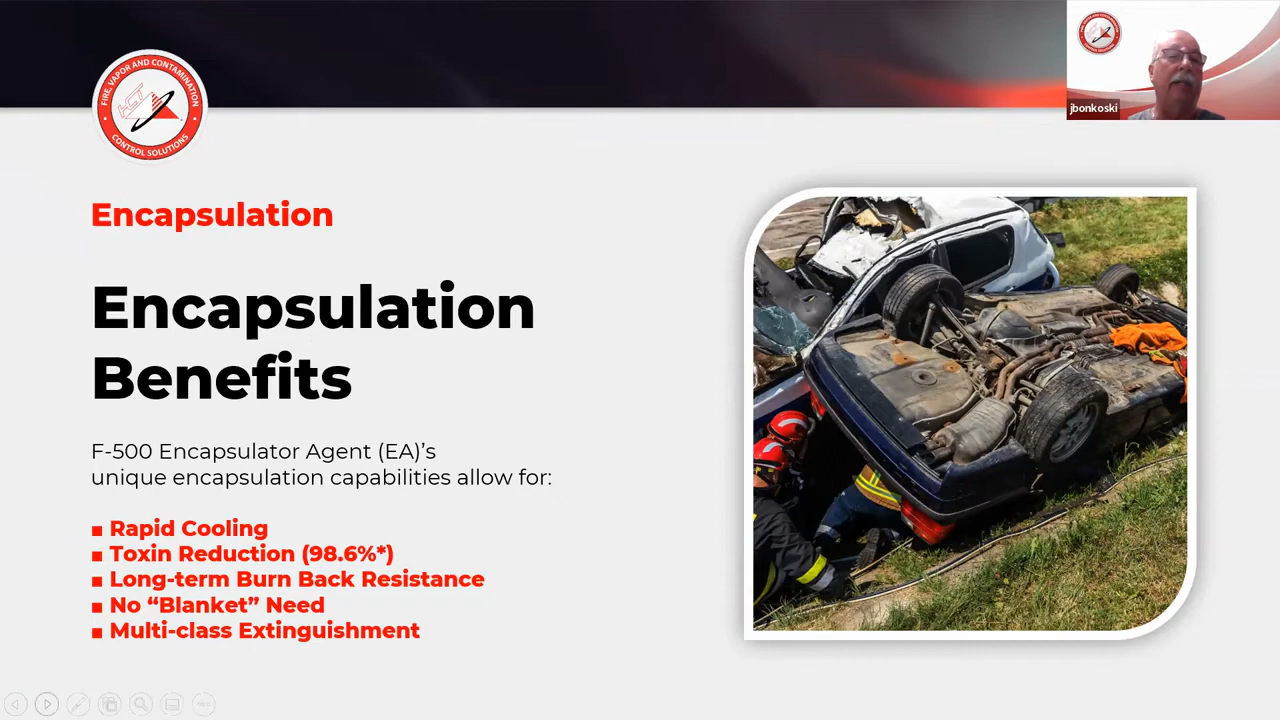 FIRE, VAPOR AND CONTAMINATION
HCT
CONTROL SOLUTIONS
jbonkoski
Encapsulation
Encapsulation
Benefits
F-500 Encapsulator Agent (EA)’s
unique encapsulation capabilities allow for:
■ Rapid Cooling
■ Toxin Reduction (98.6%*)
■ Long-term Burn Back Resistance
■ No “Blanket” Need
■ Multi-class Extinguishment